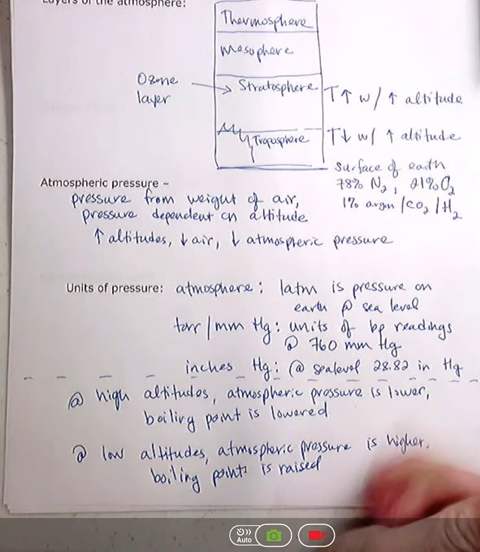 Layers of the atmosphere:
Thermosphere
Mesophere
Ozone
layer
Stratosphere
T↑ w/ ↑ altitude
Troposphere
T↓ w/ ↑ altitude
surface of earth
78% N2, 21% O2
1% argon/CO2/H2
Atmospheric pressure –
pressure from weight of air,
pressure dependent on altitude
↑ altitudes, ↓ air, ↓ atmospheric pressure
Units of pressure: atmosphere: 1atm is pressure on
earth @ sea level
torr/mm Hg: units of bp readings
@ 760 mm Hg
inches Hg: @ sealevel 28.82 in Hg
@ high altitudes, atmospheric pressure is lower,
boiling point is lowered
@ low altitudes, atmospheric pressure is higher.
boiling points is raised
Auto